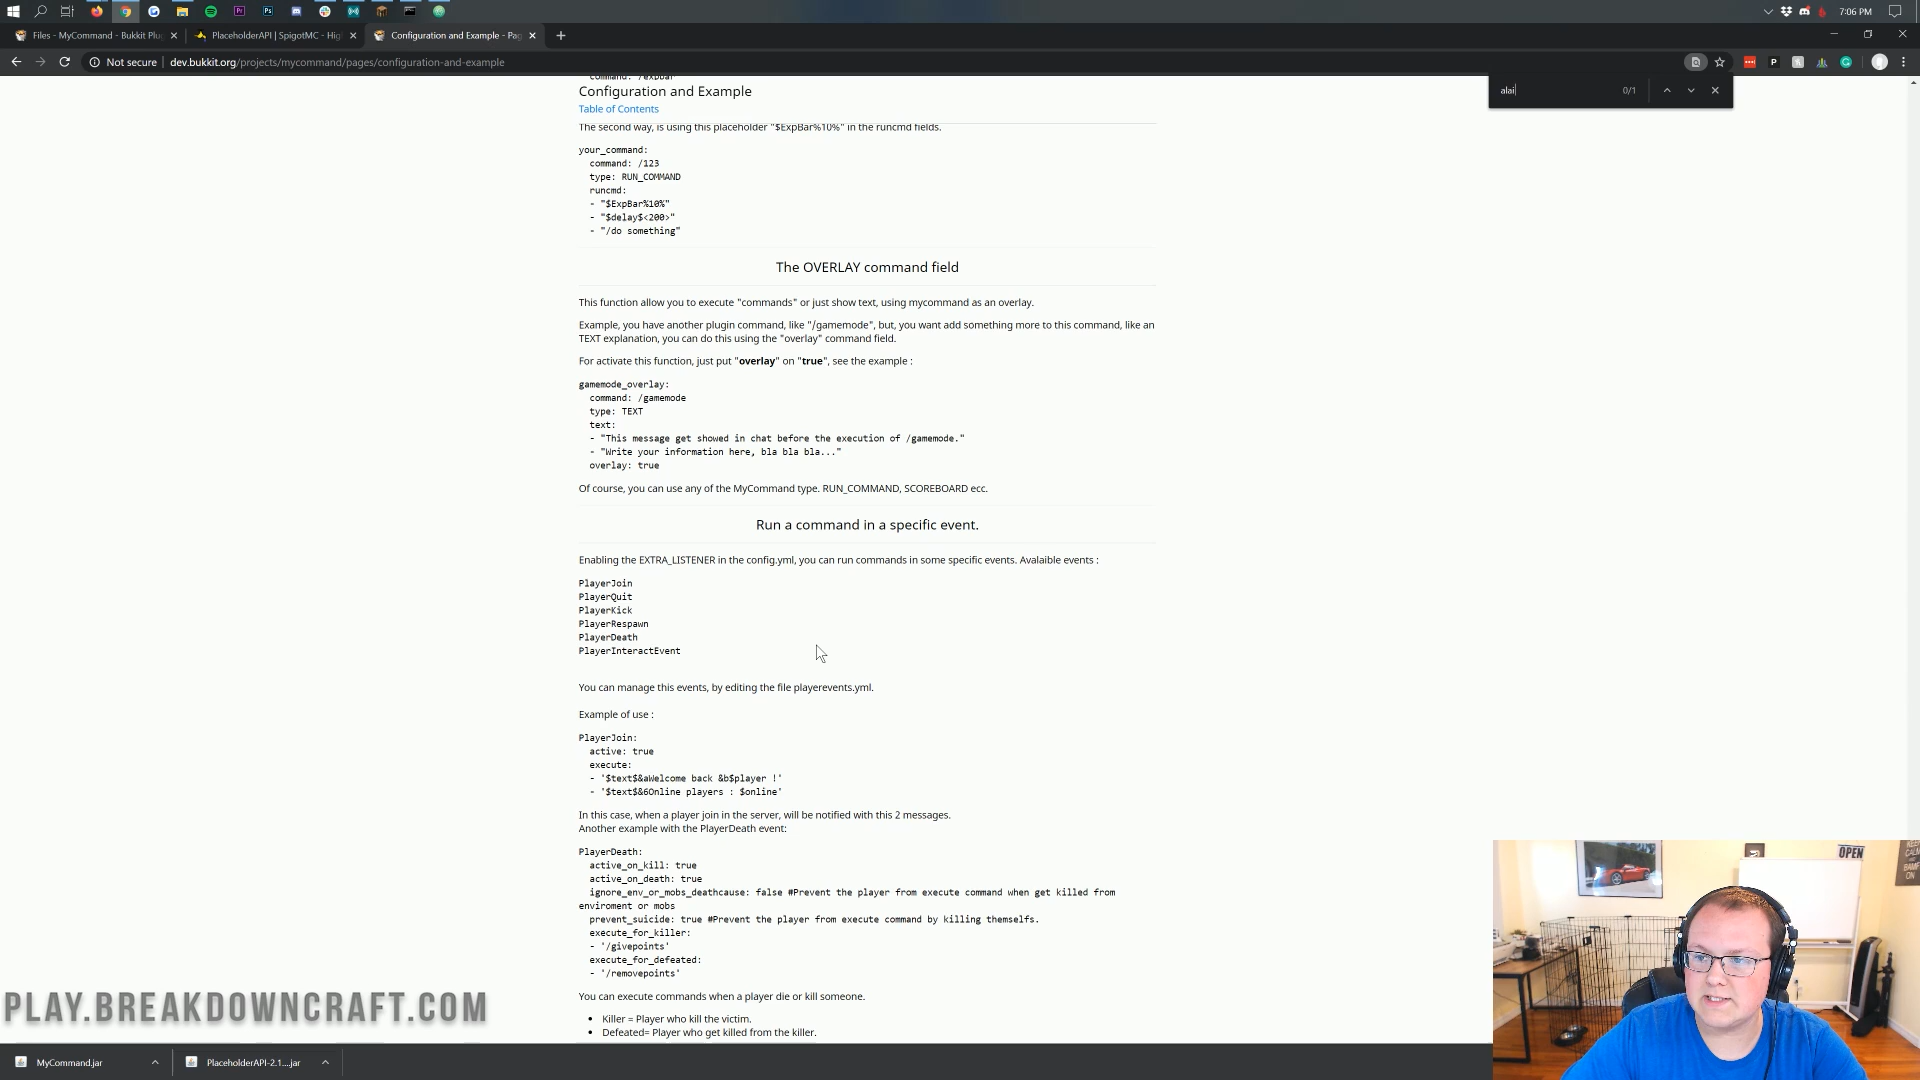 7:06 PM
Files - MyCommand - Bukkit Plu
PlaceholderAPI | SpigotMC - Hig
Configuration and Example - Pag
Not secure
dev.bukkit.org/projects/mycommand/pages/configuration-and-example
alai
0/1
command: /expbar
Configuration and Example
Table of Contents
The second way, is using this placeholder "$ExpBar%10%" in the runcmd fields.
your_command:
command: /123
type: RUN_COMMAND
runcmd:
- "$ExpBar%10%"
- "$delay$<200>"
- "/do something"
The OVERLAY command field
This function allow you to execute "commands" or just show text, using mycommand as an overlay.
Example, you have another plugin command, like "/gamemode", but, you want add something more to this command, like an
TEXT explanation, you can do this using the "overlay" command field.
For activate this function, just put "overlay" on "true", see the example :
gamemode_overlay:
command: /gamemode
type: TEXT
text:
- "This message get showed in chat before the execution of /gamemode."
- "Write your information here, bla bla bla..."
overlay: true
Of course, you can use any of the MyCommand type. RUN_COMMAND, SCOREBOARD ecc.
Run a command in a specific event.
Enabling the EXTRA_LISTENER in the config.yml, you can run commands in some specific events. Avalaible events :
PlayerJoin
PlayerQuit
PlayerKick
PlayerRespawn
PlayerDeath
PlayerInteractEvent
You can manage this events, by editing the file playerevents.yml.
Example of use :
PlayerJoin:
active: true
execute:
- '$text$&aWelcome back &b$player !'
- '$text$&6Online players : $online'
In this case, when a player join in the server, will be notified with this 2 messages.
Another example with the PlayerDeath event:
PlayerDeath:
active_on_kill: true
active_on_death: true
ignore_env_or_mobs_deathcause: false #Prevent the player from execute command when get killed from
enviroment or mobs
prevent_suicide: true #Prevent the player from execute command by killing themselfs.
execute_for_killer:
- '/givepoints'
execute_for_defeated:
- '/removepoints'
You can execute commands when a player die or kill someone.
• Killer = Player who kill the victim.
• Defeated= Player who get killed from the killer.
PLAY.BREAKDOWNCRAFT.COM
OPEN
KEEP
CALM
MyCommand.jar
PlaceholderAPI-2.1....jar